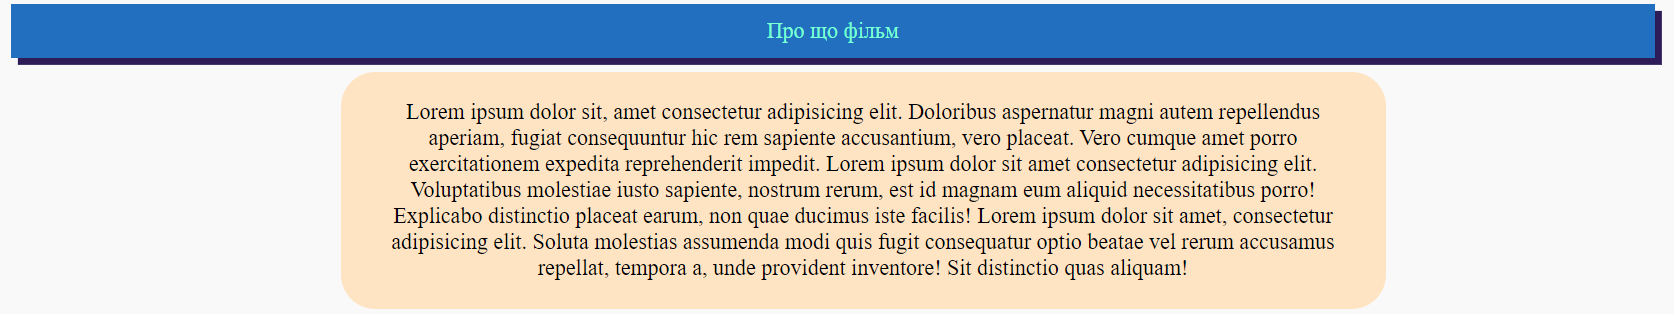 Про що фільм
Lorem ipsum dolor sit, amet consectetur adipisicing elit. Doloribus aspernatur magni autem repellendus
aperiam, fugiat consequuntur hic rem sapiente accusantium, vero placeat. Vero cumque amet porro
exercitationem expedita reprehenderit impedit. Lorem ipsum dolor sit amet consectetur adipisicing elit.
Voluptatibus molestiae iusto sapiente, nostrum rerum, est id magnam eum aliquid necessitatibus porro!
Explicabo distinctio placeat earum, non quae ducimus iste facilis! Lorem ipsum dolor sit amet, consectetur
adipisicing elit. Soluta molestias assumenda modi quis fugit consequatur optio beatae vel rerum accusamus
repellat, tempora a, unde provident inventore! Sit distinctio quas aliquam!